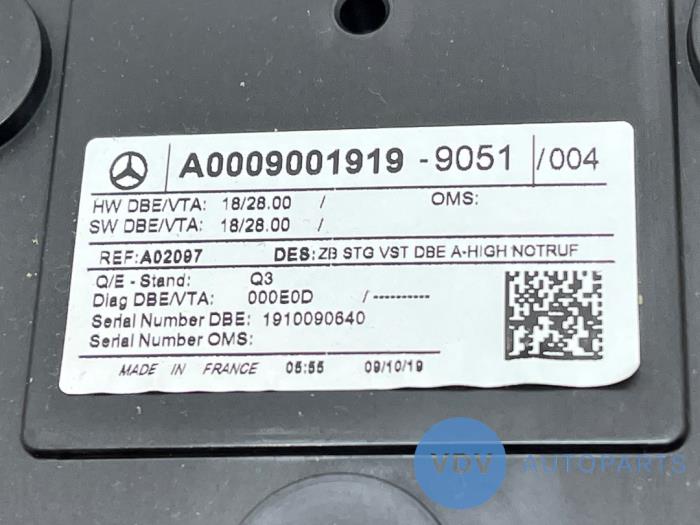 A0009001919 - 9051 /004
HW DBE/VTA: 18/28.00 / OMS:
SW DBE/VTA: 18/28.00 /
REF:A02097 DES: ZB STG VST DBE A-HIGH NOTRUF
Q/E - Stand: Q3
Diag DBE/VTA: 000E0D /----------
Serial Number DBE: 1910090640
Serial Number OMS:
MADE IN FRANCE 05:55 09/10/19
VDV AUTOPARTS